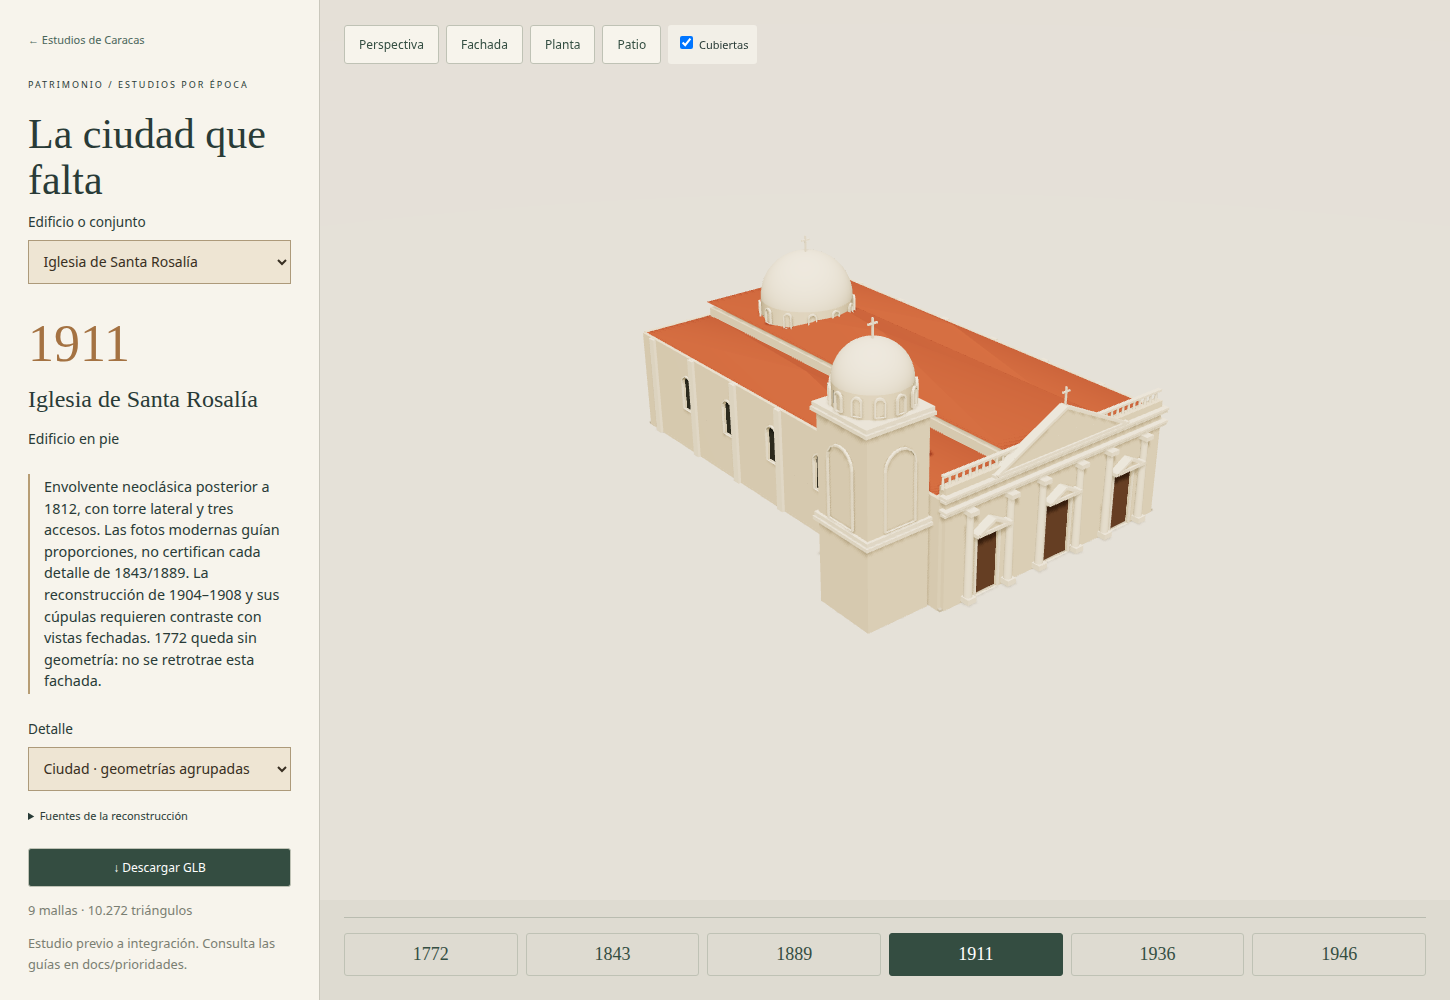 ← Estudios de Caracas
PATRIMONIO / ESTUDIOS POR ÉPOCA
La ciudad que
falta
Edificio o conjunto
Iglesia de Santa Rosalía
1911
Iglesia de Santa Rosalía
Edificio en pie
Envolvente neoclásica posterior a
1812, con torre lateral y tres
accesos. Las fotos modernas guían
proporciones, no certifican cada
detalle de 1843/1889. La
reconstrucción de 1904–1908 y sus
cúpulas requieren contraste con
vistas fechadas. 1772 queda sin
geometría: no se retrotrae esta
fachada.
Detalle
Ciudad · geometrías agrupadas
▶ Fuentes de la reconstrucción
↓ Descargar GLB
9 mallas · 10.272 triángulos
Estudio previo a integración. Consulta las
guías en docs/prioridades.
Perspectiva Fachada Planta Patio Cubiertas
1772 1843 1889 1911 1936 1946